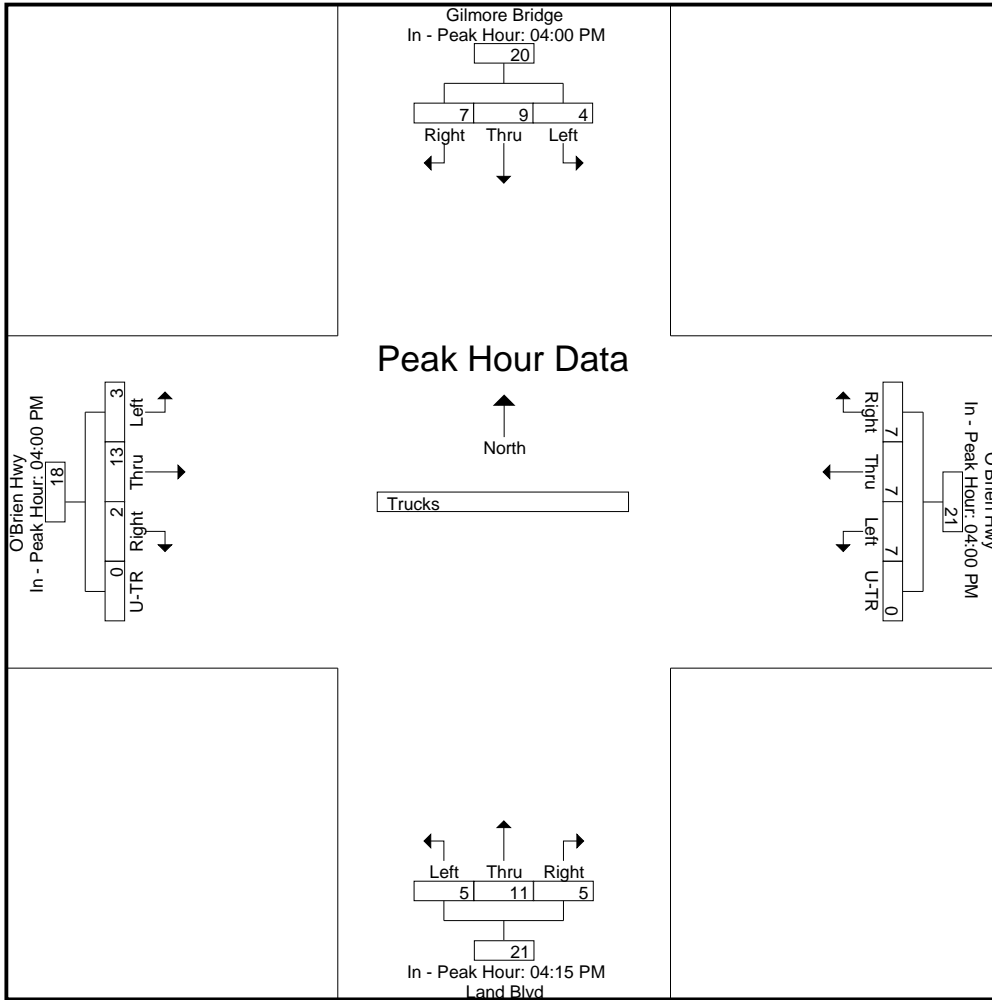 Gilmore Bridge
In - Peak Hour: 04:00 PM
20
7 9 4
Right Thru Left
Peak Hour Data
North
Trucks
O'Brien Hwy
In - Peak Hour: 04:00 PM
18
3 13 2 0
Left Thru Right U-TR
O'Brien Hwy
In - Peak Hour: 04:00 PM
21
7 7 7 0
Right Thru Left U-TR
Left Thru Right
5 11 5
21
In - Peak Hour: 04:15 PM
Land Blvd